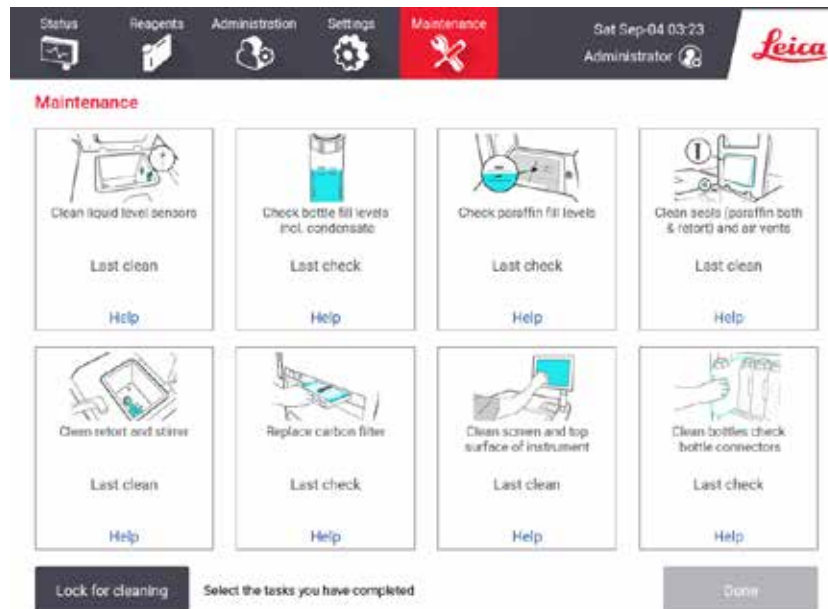 Status Reagents Administration Settings Maintenance Sat Sep-04 03:23
Administrator Leica
Maintenance
Clean liquid level sensors
Last clean
Help
Check bottle fill levels
incl. condensate
Last check
Help
Check paraffin fill levels
Last check
Help
Clean seals (paraffin bath
& retort) and air vents
Last clean
Help
Clean retort and stirrer
Last clean
Help
Replace carbon filter
Last check
Help
Clean screen and top
surface of instrument
Last clean
Help
Clean bottles check
bottle connectors
Last check
Help
Lock for cleaning Select the tasks you have completed Done